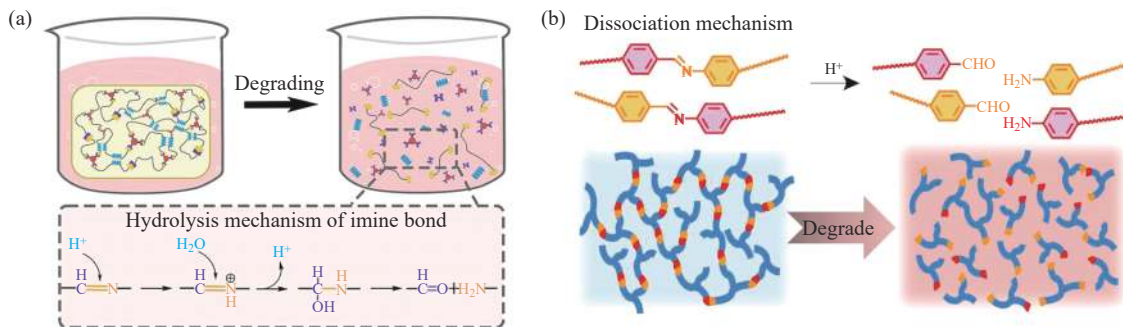 (a)
Degrading
Hydrolysis mechanism of imine bond
H⁺
H₂O
H⁺
C N
H
C N
H
H
⊕
H H
C N
OH
H
C=O+H₂N
(b)
Dissociation mechanism
N
N
H⁺
CHO
H₂N
CHO
H₂N
Degrade